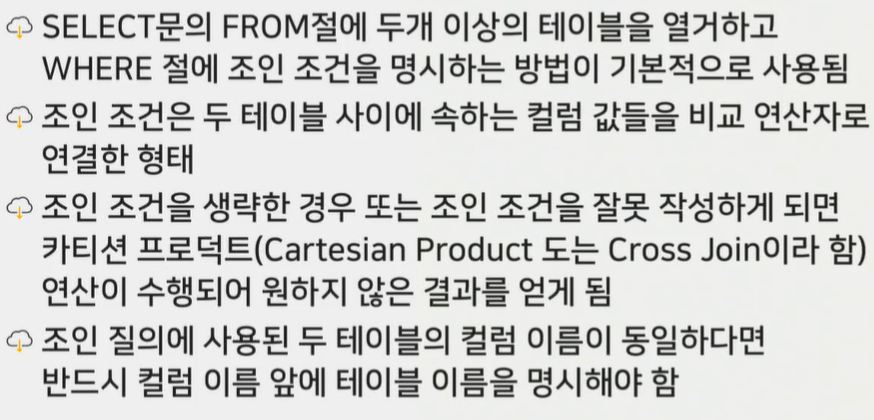 SELECT문의 FROM절에 두개 이상의 테이블을 열거하고
WHERE 절에 조인 조건을 명시하는 방법이 기본적으로 사용됨
조인 조건은 두 테이블 사이에 속하는 컬럼 값들을 비교 연산자로
연결한 형태
조인 조건을 생략한 경우 또는 조인 조건을 잘못 작성하게 되면
카티션 프로덕트(Cartesian Product 도는 Cross Join이라 함)
연산이 수행되어 원하지 않은 결과를 얻게 됨
조인 질의에 사용된 두 테이블의 컬럼 이름이 동일하다면
반드시 컬럼 이름 앞에 테이블 이름을 명시해야 함